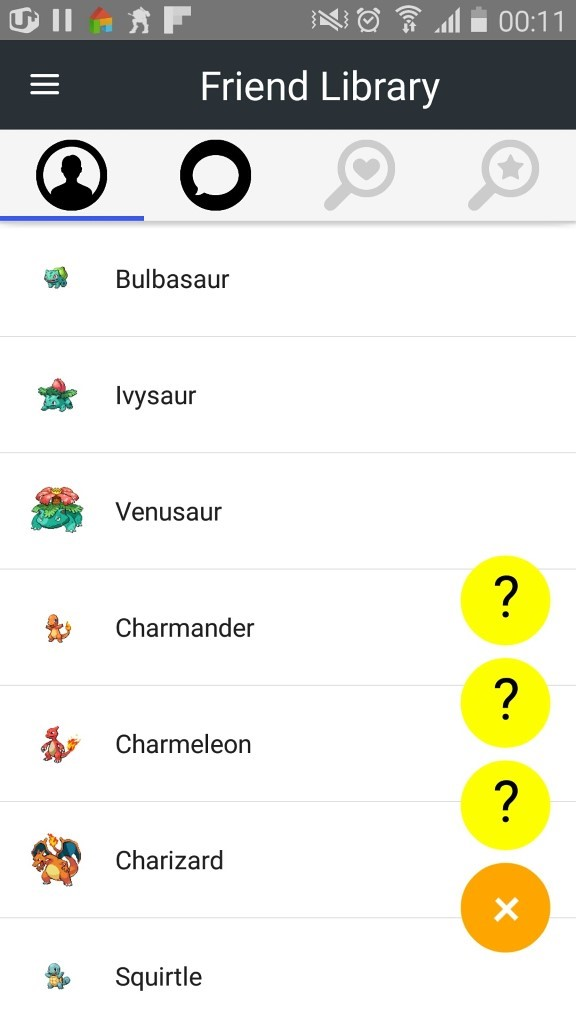 00:11
Friend Library
Bulbasaur
Ivysaur
Venusaur
Charmander
?
Charmeleon
?
Charizard
?
Squirtle